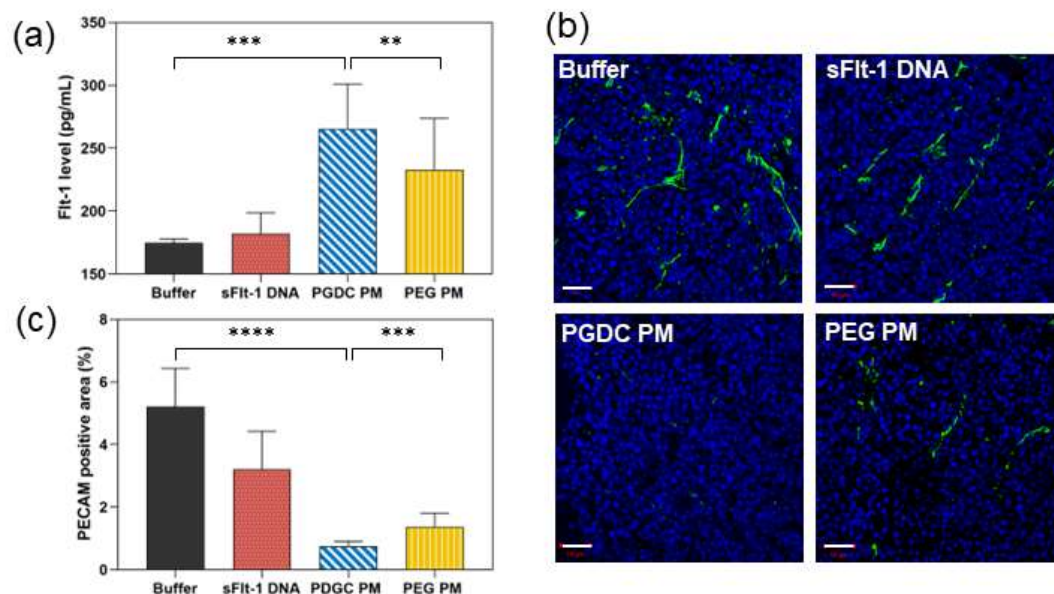 (a)
350
300
250
200
150
Flt-1 level (pg/mL)
***
**
Buffer
sFlt-1 DNA
PGDC PM
PEG PM
(b)
Buffer
sFlt-1 DNA
PGDC PM
PEG PM
(c)
8
6
4
2
0
PECAM positive area (%)
****
***
Buffer
sFlt-1 DNA
PDGC PM
PEG PM